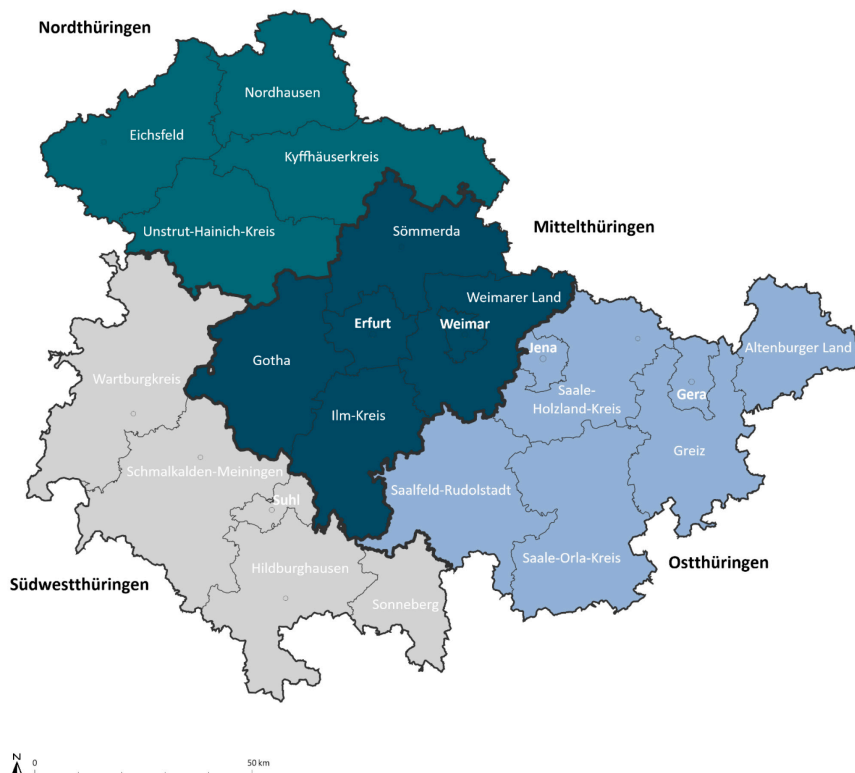 Nordthüringen
Nordhausen
Eichsfeld
Kyffhäuserkreis
Unstrut-Hainich-Kreis
Sömmerda
Mittelthüringen
Weimarer Land
Erfurt
Weimar
Gotha
Ilm-Kreis
Jena
Altenburger Land
Saale-
Holzland-Kreis
Gera
Greiz
Wartburgkreis
Schmalkalden-Meiningen
Suhl
Saalfeld-Rudolstadt
Saale-Orla-Kreis
Ostthüringen
Südwestthüringen
Hildburghausen
Sonneberg
N
0
50 km